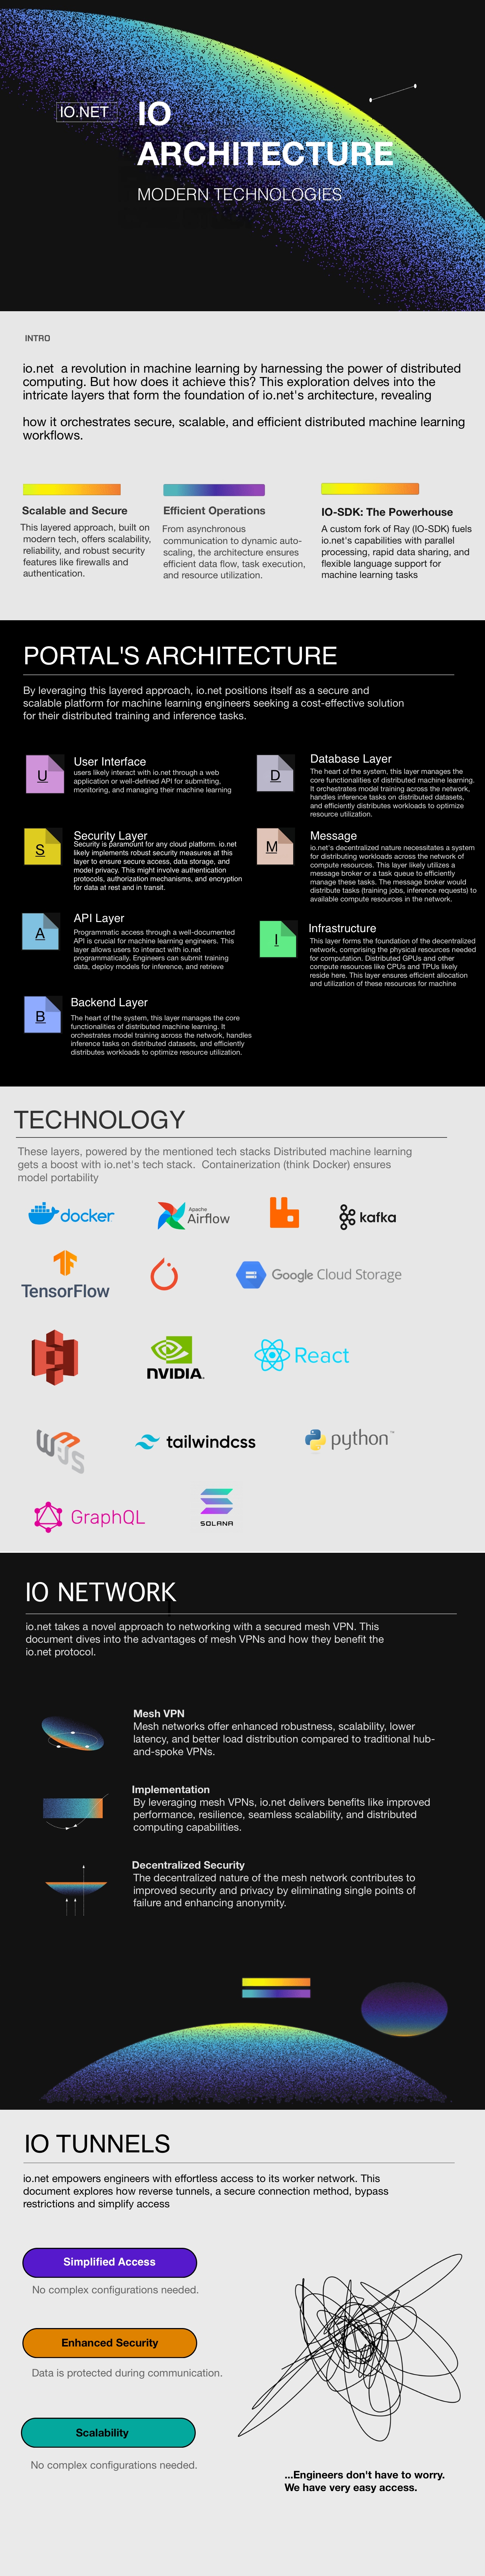 IO.NET
IO
ARCHITECTURE
MODERN TECHNOLOGIES
INTRO
io.net a revolution in machine learning by harnessing the power of distributed
computing. But how does it achieve this? This exploration delves into the
intricate layers that form the foundation of io.net's architecture, revealing
how it orchestrates secure, scalable, and efficient distributed machine learning
workflows.
Scalable and Secure
This layered approach, built on
modern tech, offers scalability,
reliability, and robust security
features like firewalls and
authentication.
Efficient Operations
From asynchronous
communication to dynamic auto-
scaling, the architecture ensures
efficient data flow, task execution,
and resource utilization.
IO-SDK: The Powerhouse
A custom fork of Ray (IO-SDK) fuels
io.net's capabilities with parallel
processing, rapid data sharing, and
flexible language support for
machine learning tasks
PORTAL'S ARCHITECTURE
By leveraging this layered approach, io.net positions itself as a secure and
scalable platform for machine learning engineers seeking a cost-effective solution
for their distributed training and inference tasks.
U
User Interface
users likely interact with io.net through a web
application or well-defined API for submitting,
monitoring, and managing their machine learning
S
Security Layer
Security is paramount for any cloud platform. io.net
likely implements robust security measures at this
layer to ensure secure access, data storage, and
model privacy. This might involve authentication
protocols, authorization mechanisms, and encryption
for data at rest and in transit.
A
API Layer
Programmatic access through a well-documented
API is crucial for machine learning engineers. This
layer allows users to interact with io.net
programmatically. Engineers can submit training
data, deploy models for inference, and retrieve
B
Backend Layer
The heart of the system, this layer manages the core
functionalities of distributed machine learning. It
orchestrates model training across the network, handles
inference tasks on distributed datasets, and efficiently
distributes workloads to optimize resource utilization.
D
Database Layer
The heart of the system, this layer manages the
core functionalities of distributed machine learning.
It orchestrates model training across the network,
handles inference tasks on distributed datasets,
and efficiently distributes workloads to optimize
resource utilization.
M
Message
io.net's decentralized nature necessitates a system
for distributing workloads across the network of
compute resources. This layer likely utilizes a
message broker or a task queue to efficiently
manage these tasks. The message broker would
distribute tasks (training jobs, inference requests) to
available compute resources in the network.
I
Infrastructure
This layer forms the foundation of the decentralized
network, comprising the physical resources needed
for computation. Distributed GPUs and other
compute resources like CPUs and TPUs likely
reside here. This layer ensure efficient allocation
and utilization of these resources for machine
TECHNOLOGY
These layers, powered by the mentioned tech stacks Distributed machine learning
gets a boost with io.net's tech stack. Containerization (think Docker) ensures
model portability
docker
Apache
Airflow
kafka
TensorFlow
Google Cloud Storage
NVIDIA.
React
W3JS
tailwindcss
python™
GraphQL
SOLANA
IO NETWORK
io.net takes a novel approach to networking with a secured mesh VPN. This
document dives into the advantages of mesh VPNs and how they benefit the
io.net protocol.
Mesh VPN
Mesh networks offer enhanced robustness, scalability, lower
latency, and better load distribution compared to traditional hub-
and-spoke VPNs.
Implementation
By leveraging mesh VPNs, io.net delivers benefits like improved
performance, resilience, seamless scalability, and distributed
computing capabilities.
Decentralized Security
The decentralized nature of the mesh network contributes to
improved security and privacy by eliminating single points of
failure and enhancing anonymity.
IO TUNNELS
io.net empowers engineers with effortless access to its worker network. This
document explores how reverse tunnels, a secure connection method, bypass
restrictions and simplify access
Simplified Access
No complex configurations needed.
Enhanced Security
Data is protected during communication.
Scalability
No complex configurations needed.
...Engineers don't have to worry.
We have very easy access.